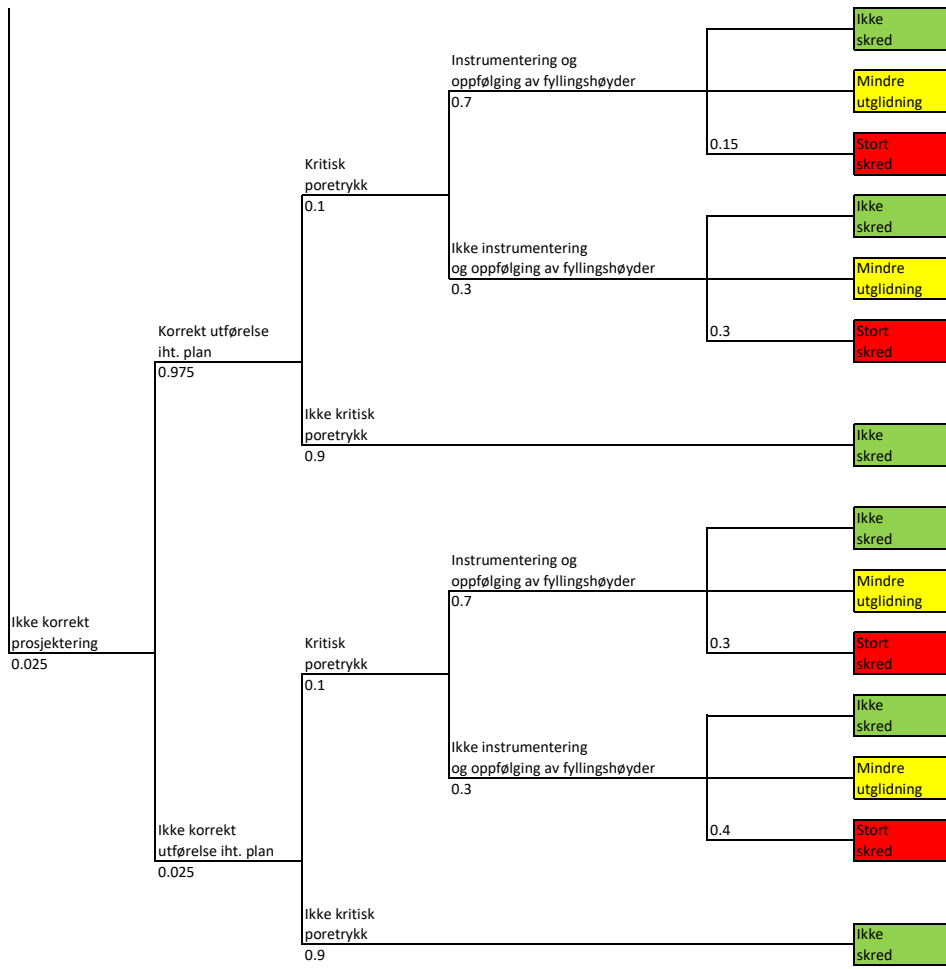 Ikke
skred
Instrumentering og
oppfølging av fyllingshøyder
0.7
Mindre
utglidning
0.15
Stort
skred
Kritisk
poretrykk
0.1
Ikke
skred
Ikke instrumentering
og oppfølging av fyllingshøyder
0.3
Mindre
utglidning
0.3
Stort
skred
Korrekt utførelse
iht. plan
0.975
Ikke kritisk
poretrykk
0.9
Ikke
skred
Ikke
skred
Instrumentering og
oppfølging av fyllingshøyder
0.7
Mindre
utglidning
Ikke korrekt
prosjektering
0.025
Kritisk
poretrykk
0.1
0.3
Stort
skred
Ikke
skred
Ikke instrumentering
og oppfølging av fyllingshøyder
0.3
Mindre
utglidning
0.4
Stort
skred
Ikke korrekt
utførelse iht. plan
0.025
Ikke kritisk
poretrykk
0.9
Ikke
skred